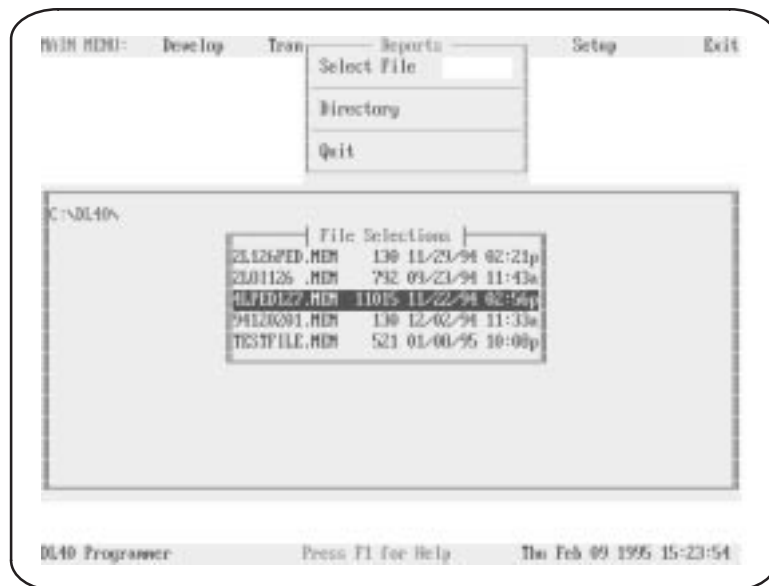 MAIN MENU: Develop Tran Reports Setup Exit
Select File
Directory
Quit
C:\DL40\
File Selections
2L126PED.MEM 130 11/29/94 02:21p
2L01126 .MEM 792 09/23/94 11:43a
4LPED127.MEM 11015 11/22/94 02:56p
94120201.MEM 130 12/02/94 11:33a
TESTFILE.MEM 521 01/08/95 10:08p
DL40 Programmer Press F1 for Help Thu Feb 09 1995 15:23:54